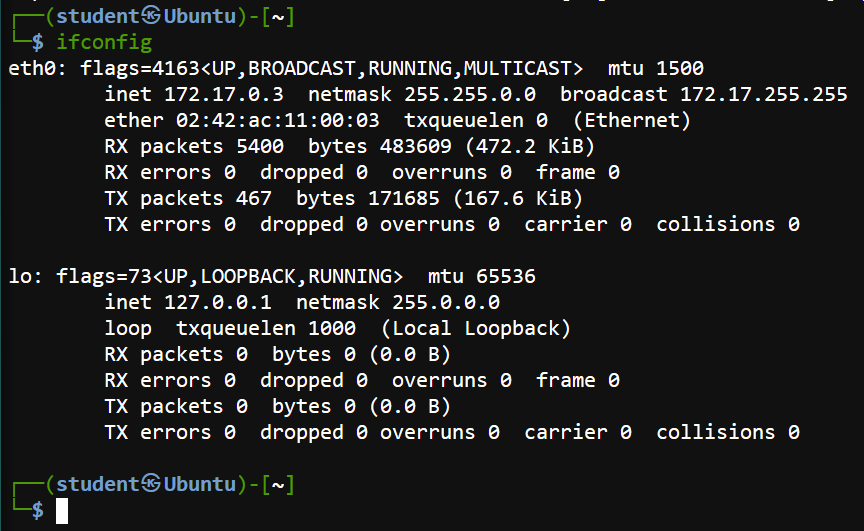 ┌──(student㉿Ubuntu)-[~]
└─$ ifconfig
eth0: flags=4163<UP,BROADCAST,RUNNING,MULTICAST>  mtu 1500
        inet 172.17.0.3  netmask 255.255.0.0  broadcast 172.17.255.255
        ether 02:42:ac:11:00:03  txqueuelen 0  (Ethernet)
        RX packets 5400  bytes 483609 (472.2 KiB)
        RX errors 0  dropped 0  overruns 0  frame 0
        TX packets 467  bytes 171685 (167.6 KiB)
        TX errors 0  dropped 0 overruns 0  carrier 0  collisions 0

lo: flags=73<UP,LOOPBACK,RUNNING>  mtu 65536
        inet 127.0.0.1  netmask 255.0.0.0
        loop  txqueuelen 1000  (Local Loopback)
        RX packets 0  bytes 0 (0.0 B)
        RX errors 0  dropped 0  overruns 0  frame 0
        TX packets 0  bytes 0 (0.0 B)
        TX errors 0  dropped 0 overruns 0  carrier 0  collisions 0

┌──(student㉿Ubuntu)-[~]
└─$